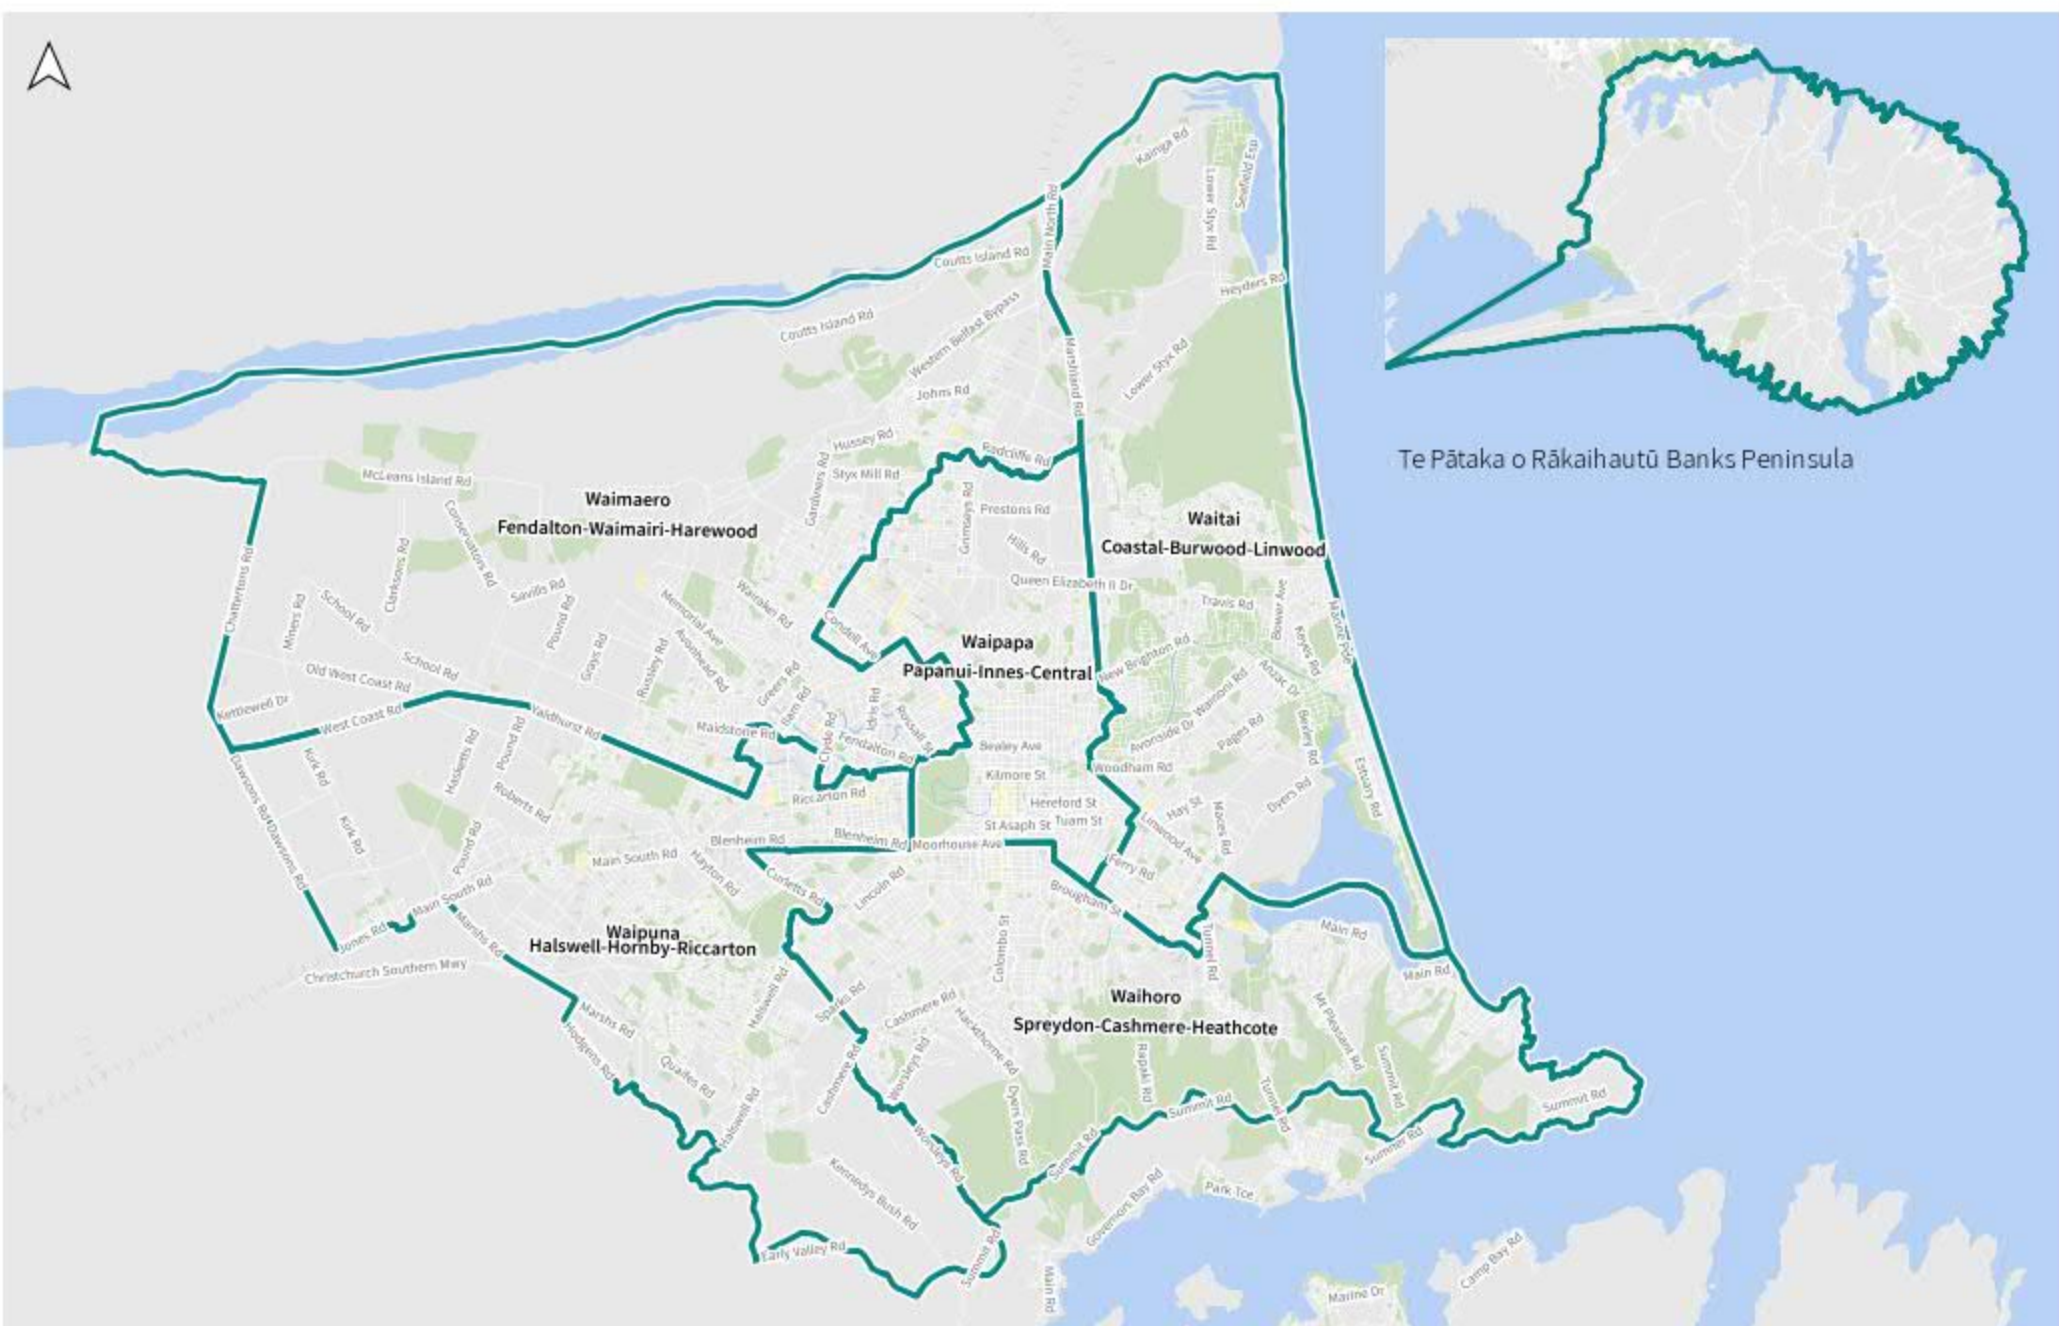 Kainga Rd
Lower Styx Rd
Seafield Esp
Main North Rd
Coutts Island Rd
Heyders Rd
Coutts Island Rd
Western Belfast Bypass
Marshland Rd
Lower Styx Rd
Johns Rd
Hussey Rd
Radcliffe Rd
Gardiners Rd
Styx Mill Rd
McLeans Island Rd
Te Pātaka o Rākaihautū Banks Peninsula
Waimaero
Fendalton-Waimairi-Harewood
Grimseys Rd
Prestons Rd
Waitai
Coastal-Burwood-Linwood
Conservators Rd
Clarksons Rd
Hills Rd
Queen Elizabeth II Dr
Chattertons Rd
Miners Rd
School Rd
Savills Rd
Pound Rd
Wairakei Rd
Memorial Ave
Condell Ave
Travis Rd
Bower Ave
Marine Pde
Keyes Rd
Grays Rd
Russley Rd
Avonhead Rd
Waipapa
Papanui-Innes-Central
New Brighton Rd
School Rd
Old West Coast Rd
Greers Rd
Ilam Rd
Idris Rd
Rossall St
Anzac Dr
Wainoni Rd
Avonside Dr
Kettlewell Dr
West Coast Rd
Yaldhurst Rd
Maidstone Rd
Clyde Rd
Fendalton Rd
Bealey Ave
Pages Rd
Bexley Rd
Kirk Rd
Hasketts Rd
Pound Rd
Woodham Rd
Kilmore St
Dawsons Rd
Dawsons Rd
Roberts Rd
Riccarton Rd
Hereford St
Hay St
Dyers Rd
Estuary Rd
Kirk Rd
Pound Rd
St Asaph St
Tuam St
Linwood Ave
Maces Rd
Blenheim Rd
Blenheim Rd
Moorhouse Ave
Main South Rd
Hayton Rd
Curletts Rd
Lincoln Rd
Ferry Rd
Brougham St
Main South Rd
Marshs Rd
Jones Rd
Waipuna
Halswell-Hornby-Riccarton
Colombo St
Tunnel Rd
Main Rd
Christchurch Southern Mwy
Main Rd
Halswell Rd
Sparks Rd
Waihoro
Spreydon-Cashmere-Heathcote
Marshs Rd
Cashmere Rd
Hackthorne Rd
Mt Pleasant Rd
Hodgens Rd
Quaifes Rd
Cashmere Rd
Worsleys Rd
Rapaki Rd
Summit Rd
Dyers Pass Rd
Tunnel Rd
Summit Rd
Summit Rd
Halswell Rd
Worsleys Rd
Summit Rd
Sumner Rd
Kennedys Bush Rd
Governors Bay Rd
Park Tce
Early Valley Rd
Summit Rd
Main Rd
Marine Dr
Camp Bay Rd